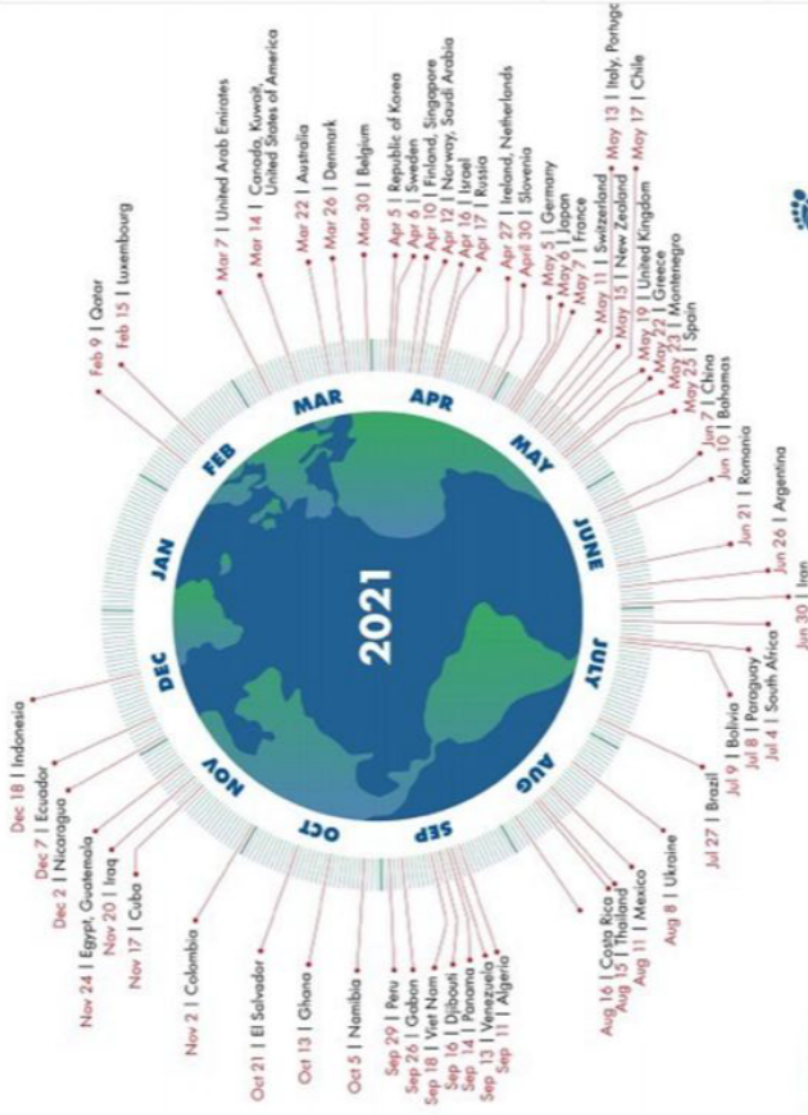 2021
JAN
FEB
MAR
APR
MAY
JUNE
JULY
AUG
SEP
OCT
NOV
DEC
Feb 9 | Qatar
Feb 15 | Luxembourg
Mar 7 | United Arab Emirates
Mar 14 | Canada, Kuwait,
United States of America
Mar 22 | Australia
Mar 26 | Denmark
Mar 30 | Belgium
Apr 5 | Republic of Korea
Apr 6 | Sweden
Apr 10 | Finland, Singapore
Apr 12 | Norway, Saudi Arabia
Apr 16 | Israel
Apr 17 | Russia
Apr 27 | Ireland, Netherlands
April 30 | Slovenia
May 5 | Germany
May 6 | Japan
May 7 | France
May 11 | Switzerland
May 13 | Italy, Portuga
May 15 | New Zealand
May 17 | Chile
May 19 | United Kingdom
May 22 | Greece
May 23 | Montenegro
May 25 | Spain
Jun 7 | China
Jun 10 | Bahamas
Jun 21 | Romania
Jun 26 | Argentina
Jun 30 | Iran
Jul 4 | South Africa
Jul 8 | Paraguay
Jul 9 | Bolivia
Jul 27 | Brazil
Aug 8 | Ukraine
Aug 11 | Mexico
Aug 15 | Thailand
Aug 16 | Costa Rica
Sep 11 | Algeria
Sep 13 | Venezuela
Sep 14 | Panama
Sep 16 | Djibouti
Sep 18 | Viet Nam
Sep 26 | Gabon
Sep 29 | Peru
Oct 5 | Namibia
Oct 13 | Ghana
Oct 21 | El Salvador
Nov 2 | Colombia
Nov 17 | Cuba
Nov 20 | Iraq
Nov 24 | Egypt, Guatemala
Dec 2 | Nicaragua
Dec 7 | Ecuador
Dec 18 | Indonesia